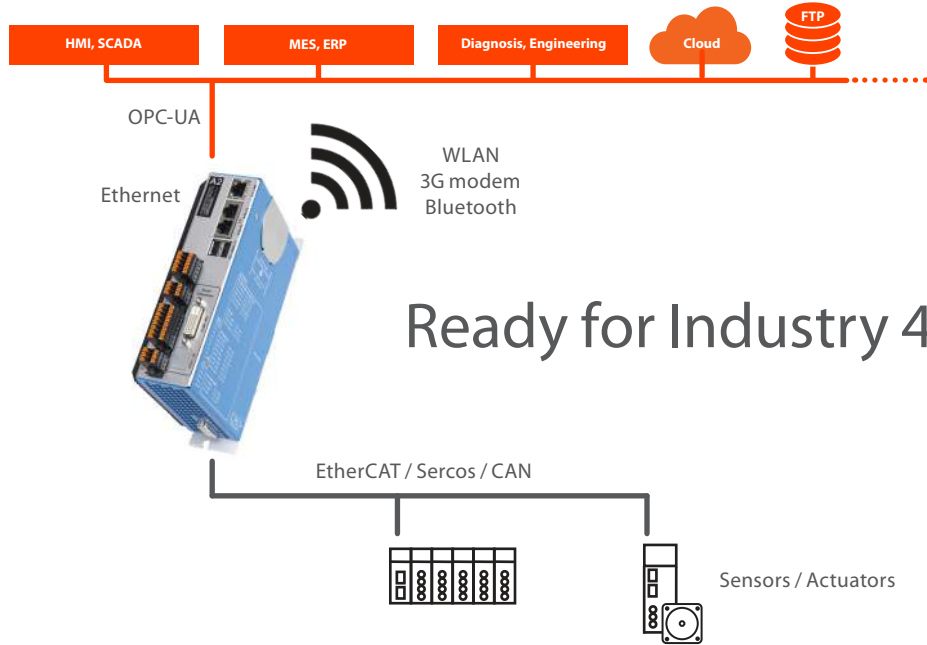 HMI, SCADA
MES, ERP
Diagnosis, Engineering
Cloud
FTP
OPC-UA
Ethernet
WLAN
3G modem
Bluetooth
A2
Ready for Industry 4
EtherCAT / Sercos / CAN
Sensors / Actuators